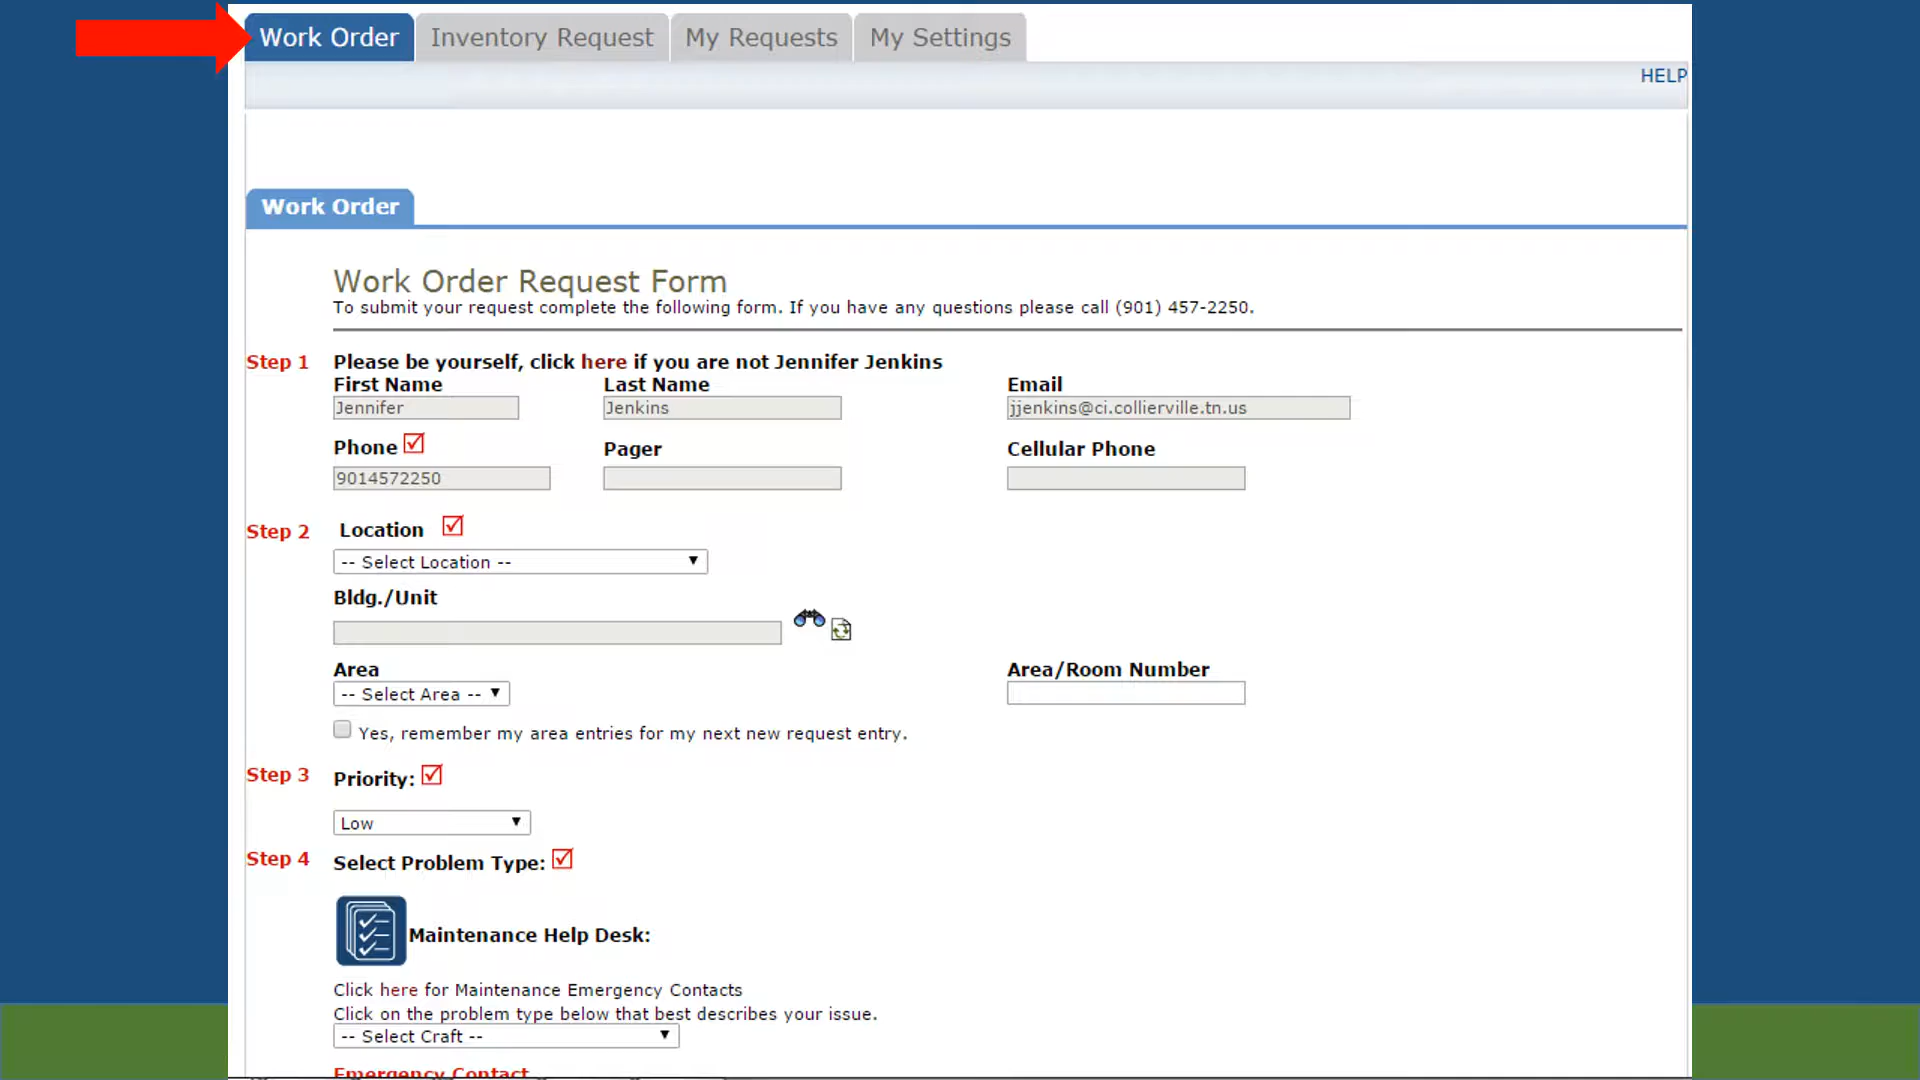 Work Order Inventory Request My Requests My Settings
HELP
Work Order
Work Order Request Form
To submit your request complete the following form. If you have any questions please call (901) 457-2250.
Step 1 Please be yourself, click here if you are not Jennifer Jenkins
First Name Last Name Email
Jennifer Jenkins jjenkins@ci.collierville.tn.us
Phone Pager Cellular Phone
9014572250
Step 2 Location
-- Select Location --
Bldg./Unit
Area Area/Room Number
-- Select Area --
Yes, remember my area entries for my next new request entry.
Step 3 Priority:
Low
Step 4 Select Problem Type:
Maintenance Help Desk:
Click here for Maintenance Emergency Contacts
Click on the problem type below that best describes your issue.
-- Select Craft --
Emergency Contact